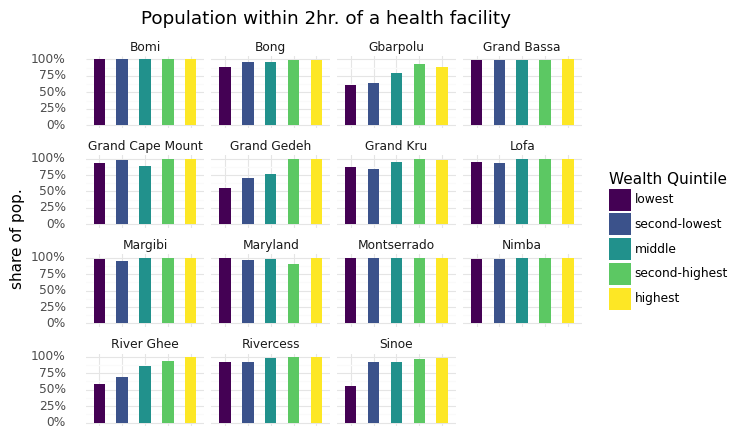 Population within 2hr. of a health facility
Bomi Bong Gbarpolu Grand Bassa
100%
75%
50%
25%
0%
Grand Cape Mount Grand Gedeh Grand Kru Lofa
100%
75%
50%
25%
0%
Margibi Maryland Montserrado Nimba
100%
75%
50%
25%
0%
River Ghee Rivercess Sinoe
100%
75%
50%
25%
0%
share of pop.
Wealth Quintile
lowest
second-lowest
middle
second-highest
highest